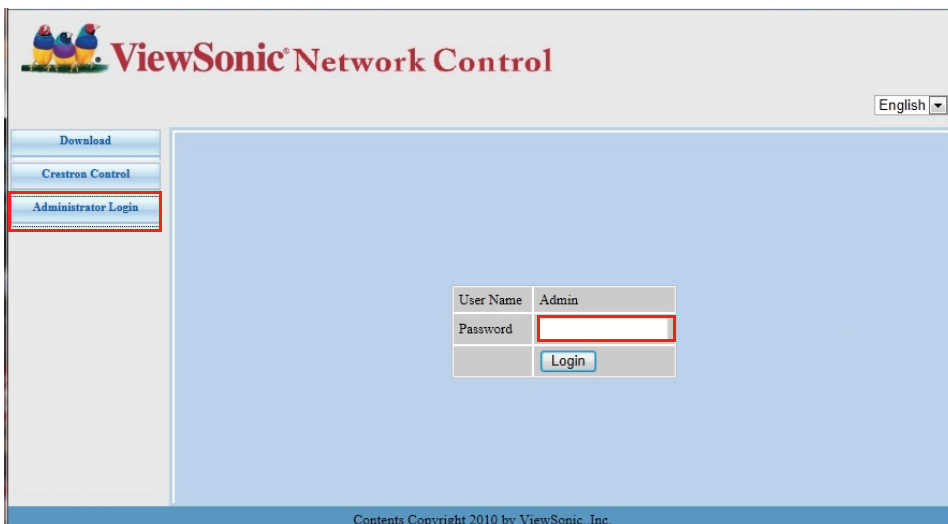 ViewSonic® Network Control
English
Download
Crestron Control
Administrator Login
User Name Admin
Password
Login
Contents Copyright 2010 by ViewSonic, Inc.